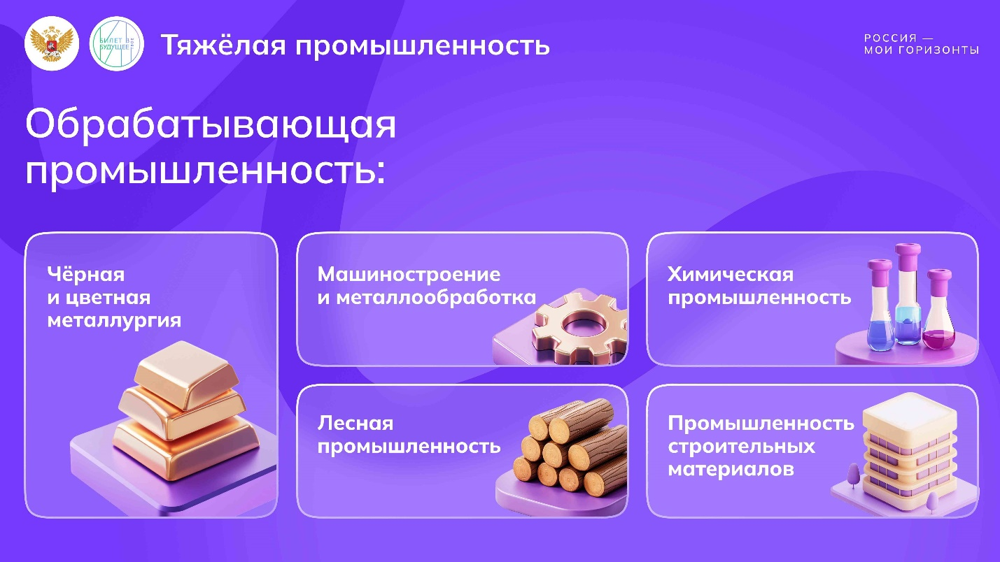 БИЛЕТ В
БУДУЩЕЕ
ТВОЁ
Тяжёлая промышленность
РОССИЯ —
МОИ ГОРИЗОНТЫ
Обрабатывающая
промышленность:
Чёрная
и цветная
металлургия
Машиностроение
и металлообработка
Химическая
промышленность
Лесная
промышленность
Промышленность
строительных
материалов